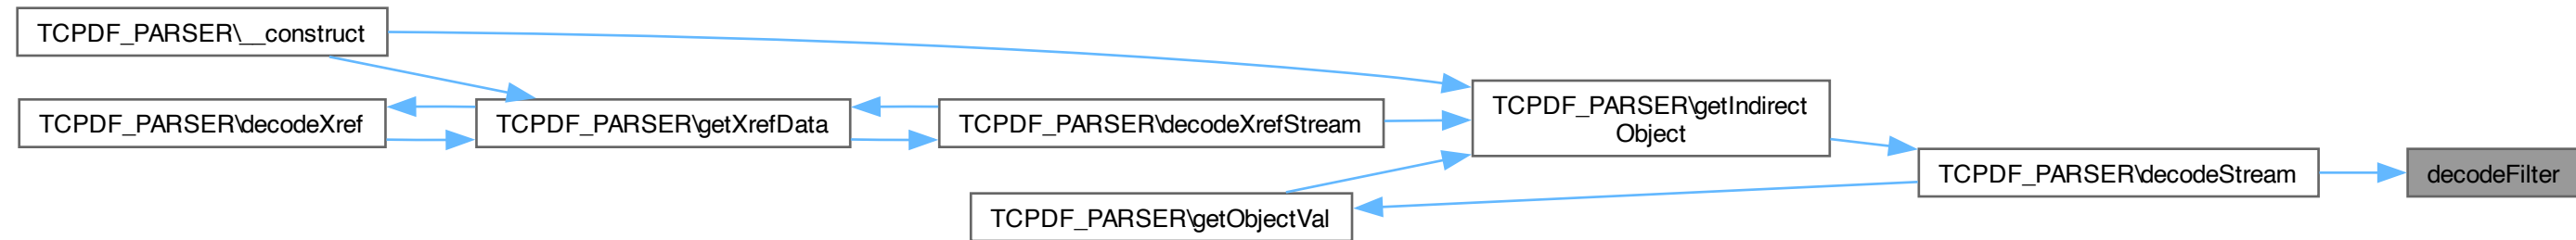 TCPDF_PARSER\__construct
TCPDF_PARSER\decodeXref
TCPDF_PARSER\getXrefData
TCPDF_PARSER\decodeXrefStream
TCPDF_PARSER\getObjectVal
TCPDF_PARSER\getIndirect
Object
TCPDF_PARSER\decodeStream
decodeFilter